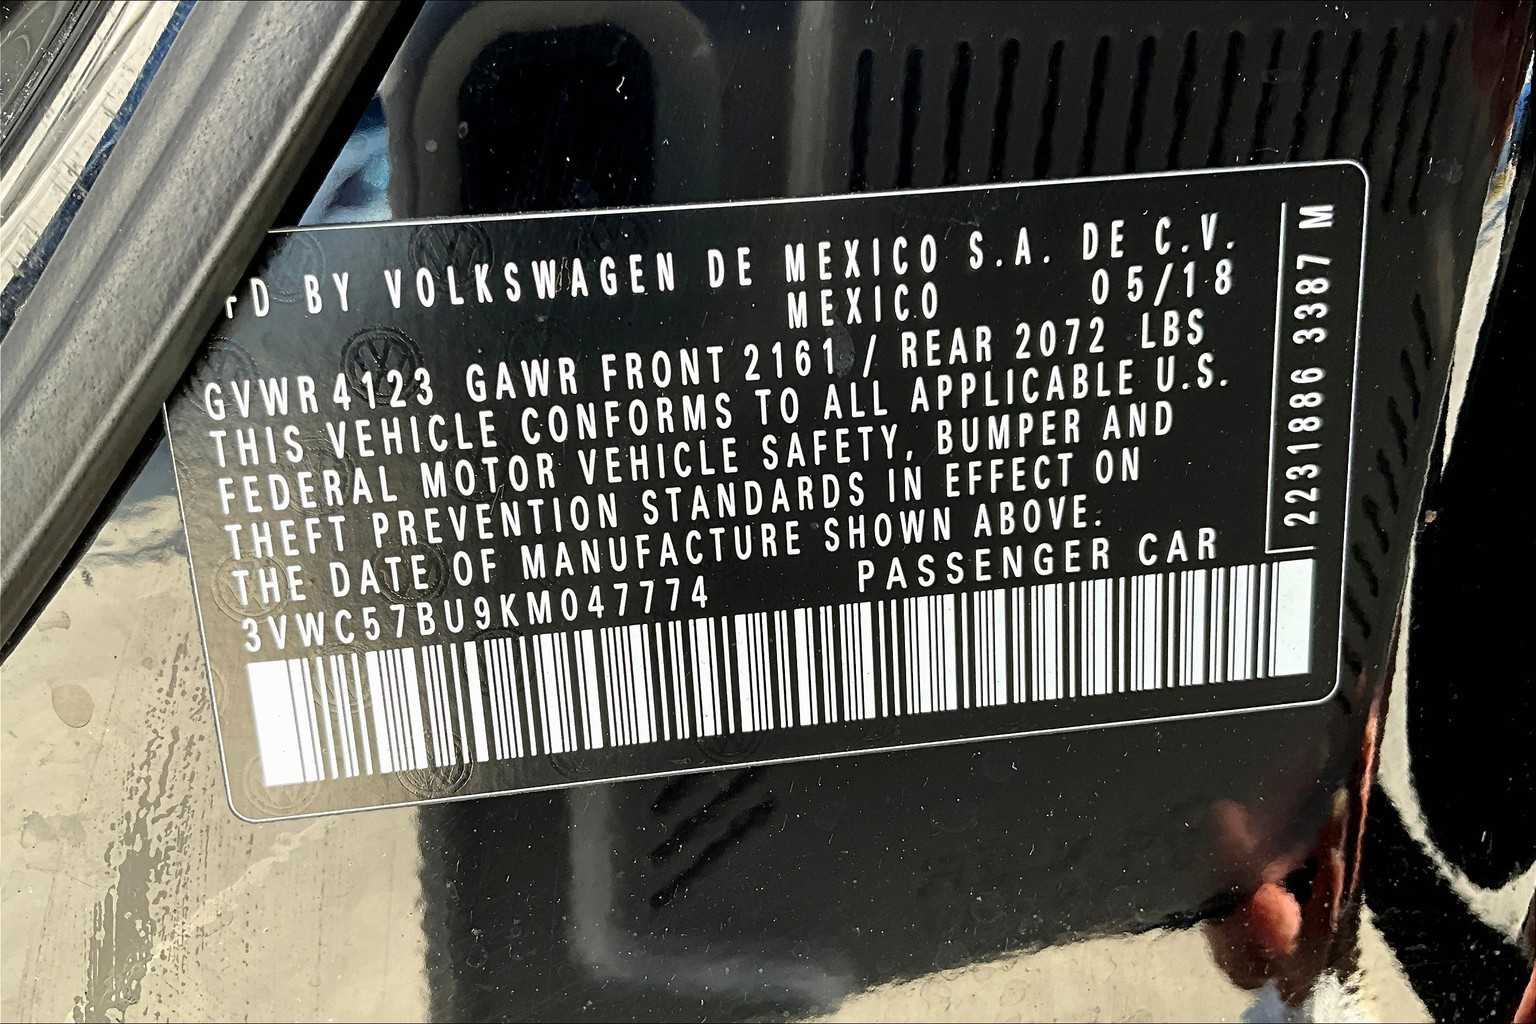 FD BY VOLKSWAGEN DE MEXICO S.A. DE C.V.
MEXICO 05/18
GVWR 4123 GAWR FRONT 2161 / REAR 2072 LBS
THIS VEHICLE CONFORMS TO ALL APPLICABLE U.S.
FEDERAL MOTOR VEHICLE SAFETY, BUMPER AND
THEFT PREVENTION STANDARDS IN EFFECT ON
THE DATE OF MANUFACTURE SHOWN ABOVE.
3VWC57BU9KM047774 PASSENGER CAR
2231886 3387 M